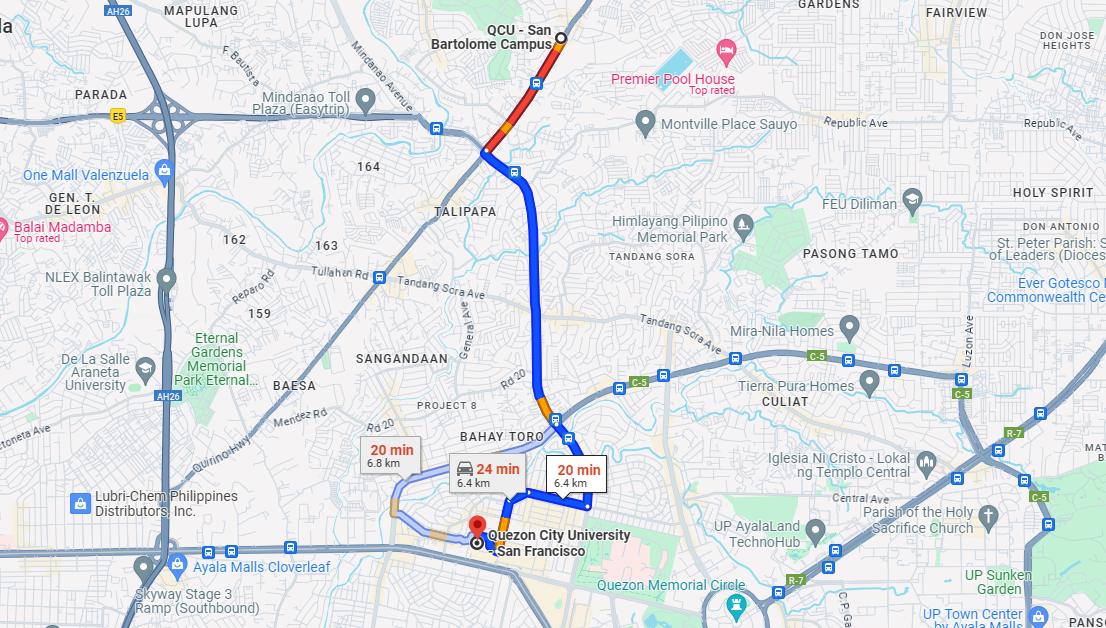 la
AH26
MAPULANG
LUPA
GARDENS
FAIRVIEW
QCU - San
Bartolome Campus
DON JOSE
HEIGHTS
F. Bautista
Mindanao Avenue
Premier Pool House
Top rated
PARADA
Mindanao Toll
Plaza (Easytrip)
E5
Montville Place Sauyo
Republic Ave
Republic Ave
164
One Mall Valenzuela
GEN. T.
DE LEON
HOLY SPIRIT
FEU Diliman
TALIPAPA
Balai Madamba
Top rated
162
163
Himlayang Pilipino
Memorial Park
DON ANTONIO
St. Peter Parish: S
of Leaders (Dioces
TANDANG SORA
PASONG TAMO
NLEX Balintawak
Toll Plaza
Reparo Rd
Tullahan Rd
Tandang Sora Ave
Ever Gotesco
Commonwealth Ce
159
General Ave
Tandang Sora Ave
Mira-Nila Homes
Luzon Ave
Eternal
Gardens
Memorial
Park Eternal...
De La Salle
Araneta
University
SANGANDAAN
C-5
Rd 20
C-5
C-5
AH26
BAESA
Tierra Pura Homes
CULIAT
PROJECT 8
Mendez Rd
Rd 20
Quirino Hwy
BAHAY TORO
R-7
20 min
6.8 km
24 min
6.4 km
20 min
6.4 km
Iglesia Ni Cristo - Lokal
ng Templo Central
C-5
Central Ave
Lubri-Chem Philippines
Distributors, Inc.
Parish of the Holy
Sacrifice Church
UP AyalaLand
TechnoHub
Quezon City University
- San Francisco
Ayala Malls Cloverleaf
Skyway Stage 3
Ramp (Southbound)
Quezon Memorial Circle
R-7
UP Sunken
Garden
UP Town Center
by Ayala Malls